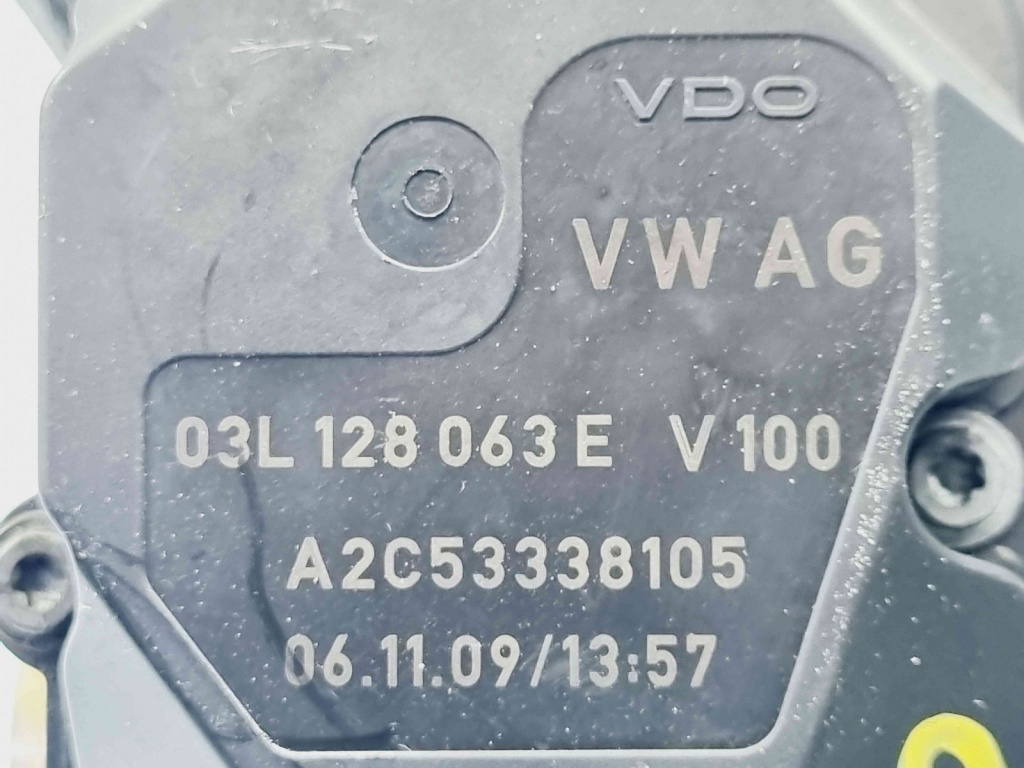 VDO
VW AG
03L 128 063 E V 100
A2C53338105
06.11.09/13:57